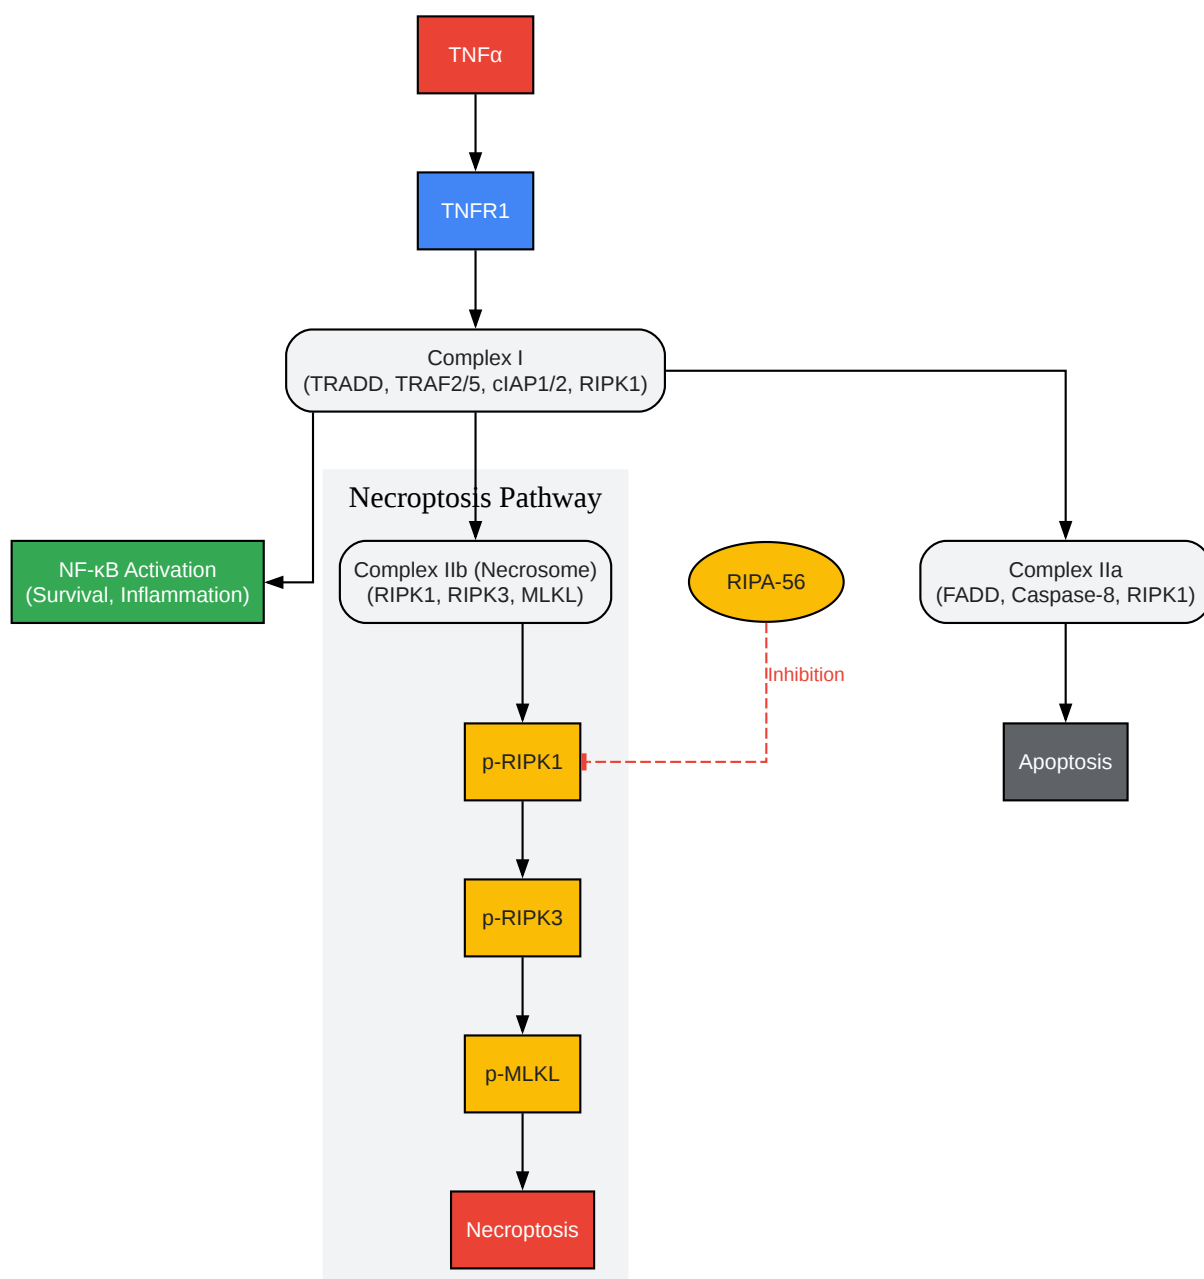 TNFα
TNFR1
Complex I
(TRADD, TRAF2/5, cIAP1/2, RIPK1)
Necroptosis Pathway
NF-κB Activation
(Survival, Inflammation)
Complex IIb (Necrosome)
(RIPK1, RIPK3, MLKL)
RIPA-56
Complex IIa
(FADD, Caspase-8, RIPK1)
Inhibition
p-RIPK1
Apoptosis
p-RIPK3
p-MLKL
Necroptosis